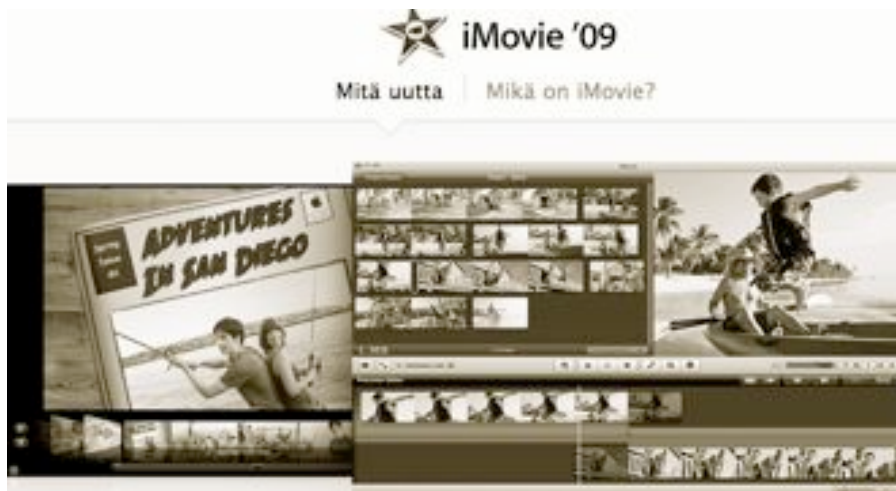 iMovie ’09
Mitä uutta
Mikä on iMovie?
ADVENTURES
IN SAN DIEGO